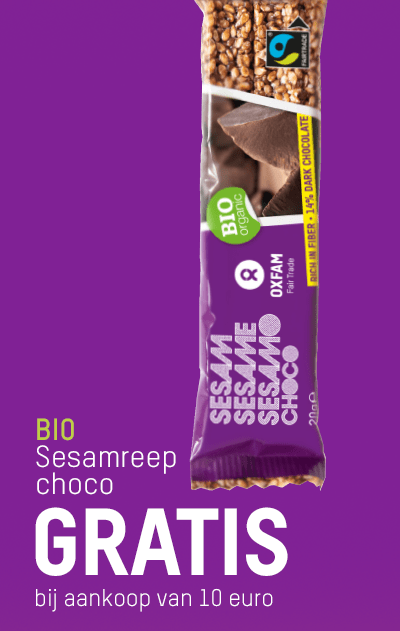 FAIRTRADE
RICH IN FIBER • 14% DARK CHOCOLATE
BIO
organic
OXFAM
Fair Trade
SESAM
SESAME
SESAMO
CHOCO
20g e
BIO
Sesamreep
choco
GRATIS
bij aankoop van 10 euro